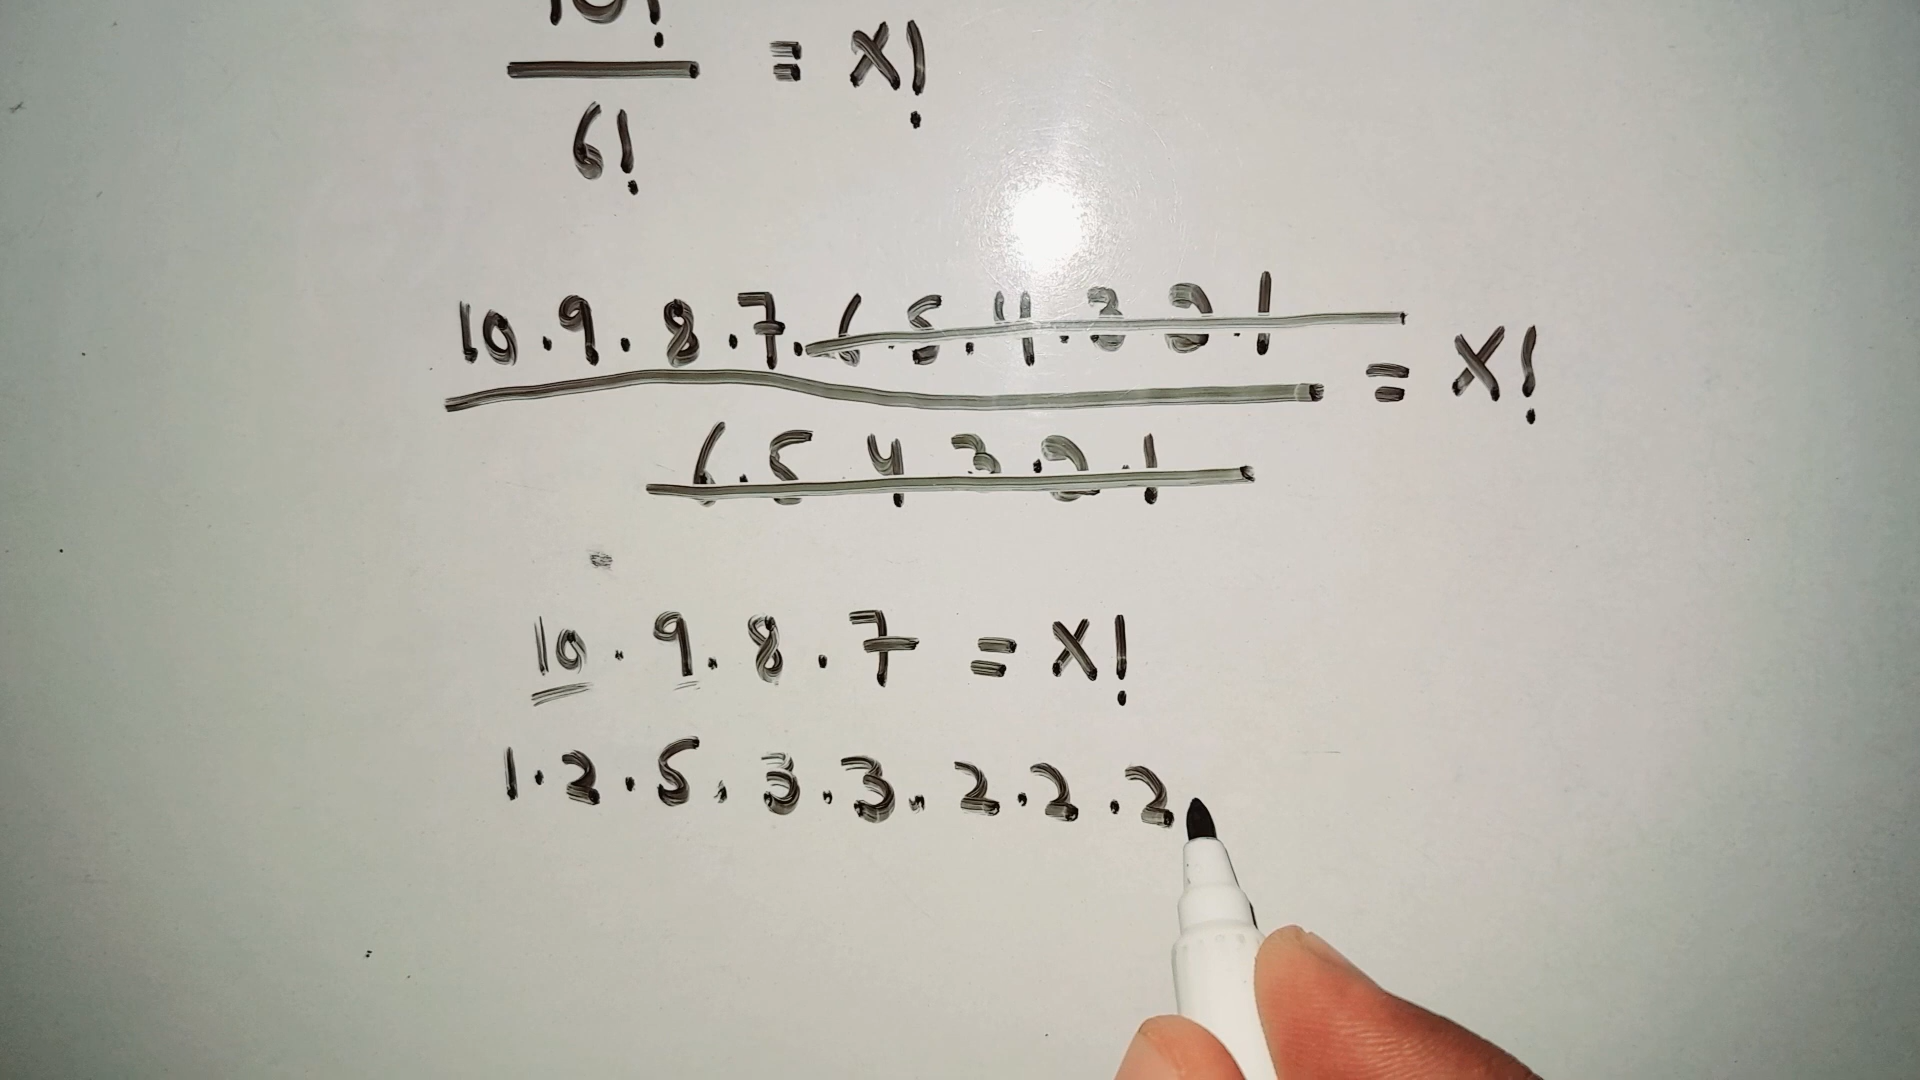 10!
= x!
6!
10.9.8.7.6.5.4.3.2.1
= x!
6.5 4 3.2.1
10.9.8.7 = x!
1.2.5.3.3.2.2.2